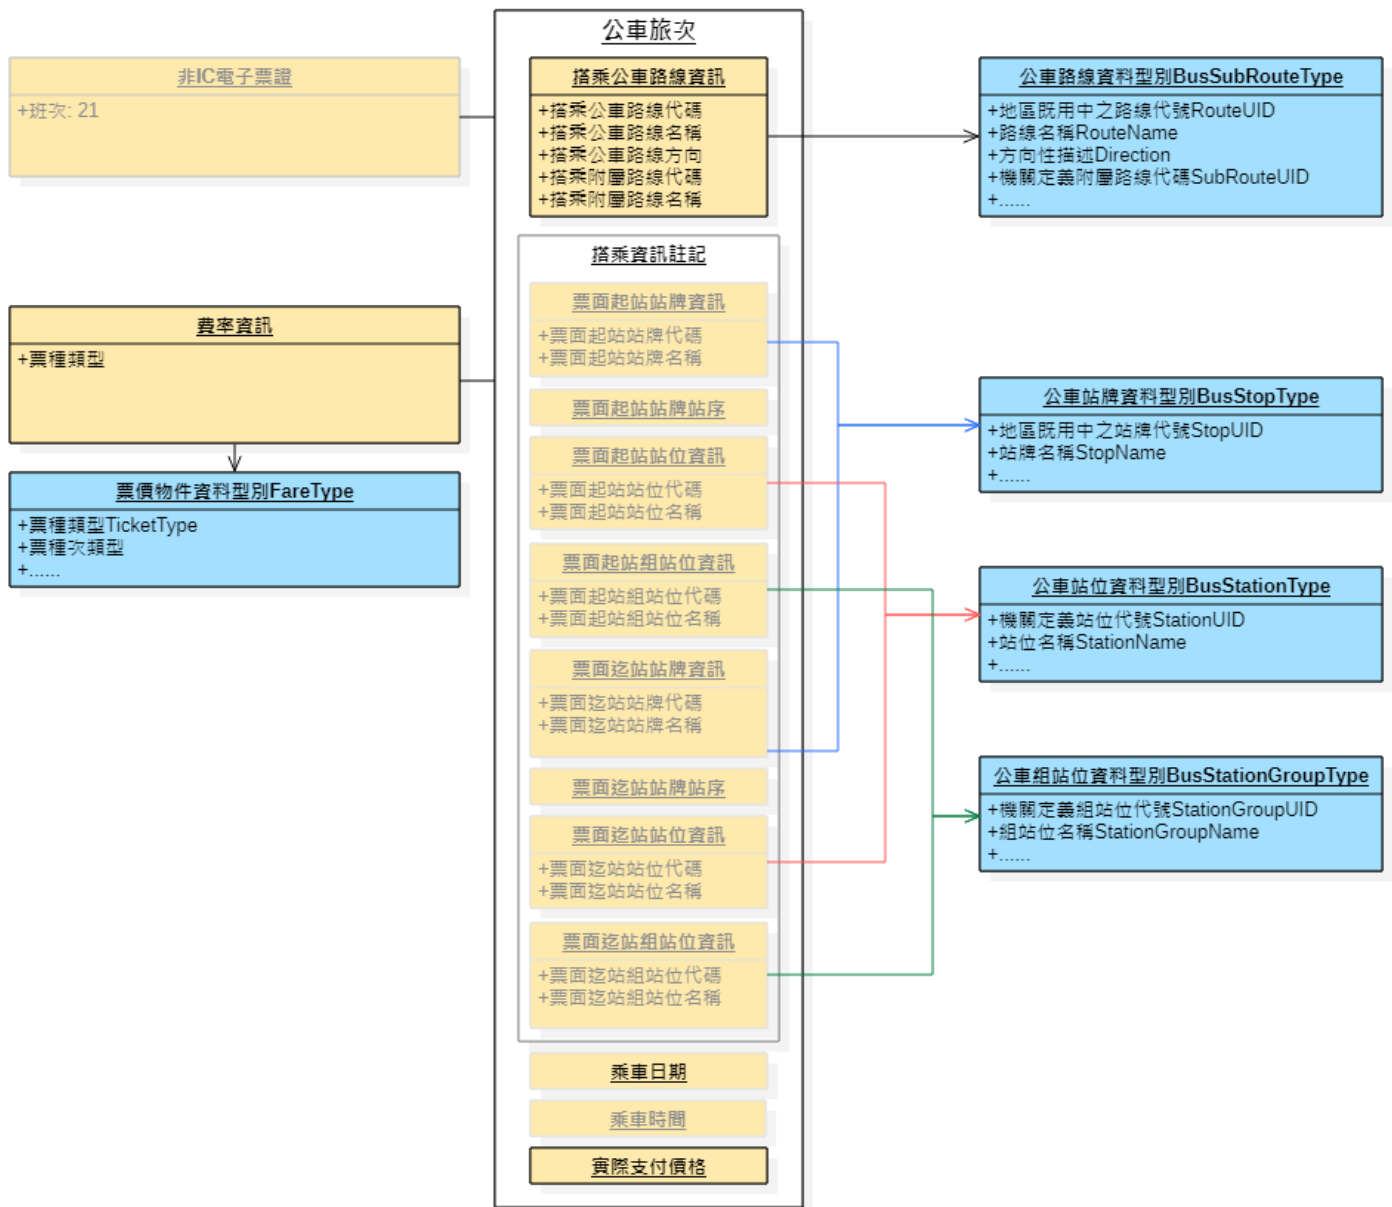 公車旅次
非IC電子票證
+班次: 21
費率資訊
+票種類型
票價物件資料型別FareType
+票種類型TicketType
+票種次類型
+......
搭乘公車路線資訊
+搭乘公車路線代碼
+搭乘公車路線名稱
+搭乘公車路線方向
+搭乘附屬路線代碼
+搭乘附屬路線名稱
搭乘資訊註記
票面起站站牌資訊
+票面起站站牌代碼
+票面起站站牌名稱
票面起站站牌站序
票面起站站位資訊
+票面起站站位代碼
+票面起站站位名稱
票面起站組站位資訊
+票面起站組站位代碼
+票面起站組站位名稱
票面迄站站牌資訊
+票面迄站站牌代碼
+票面迄站站牌名稱
票面迄站站牌站序
票面迄站站位資訊
+票面迄站站位代碼
+票面迄站站位名稱
票面迄站組站位資訊
+票面迄站組站位代碼
+票面迄站組站位名稱
乘車日期
乘車時間
實際支付價格
公車路線資料型別BusSubRouteType
+地區既用中之路線代號RouteUID
+路線名稱RouteName
+方向性描述Direction
+機關定義附屬路線代碼SubRouteUID
+......
公車站牌資料型別BusStopType
+地區既用中之站牌代號StopUID
+站牌名稱StopName
+......
公車站位資料型別BusStationType
+機關定義站位代號StationUID
+站位名稱StationName
+......
公車組站位資料型別BusStationGroupType
+機關定義組站位代號StationGroupUID
+組站位名稱StationGroupName
+......